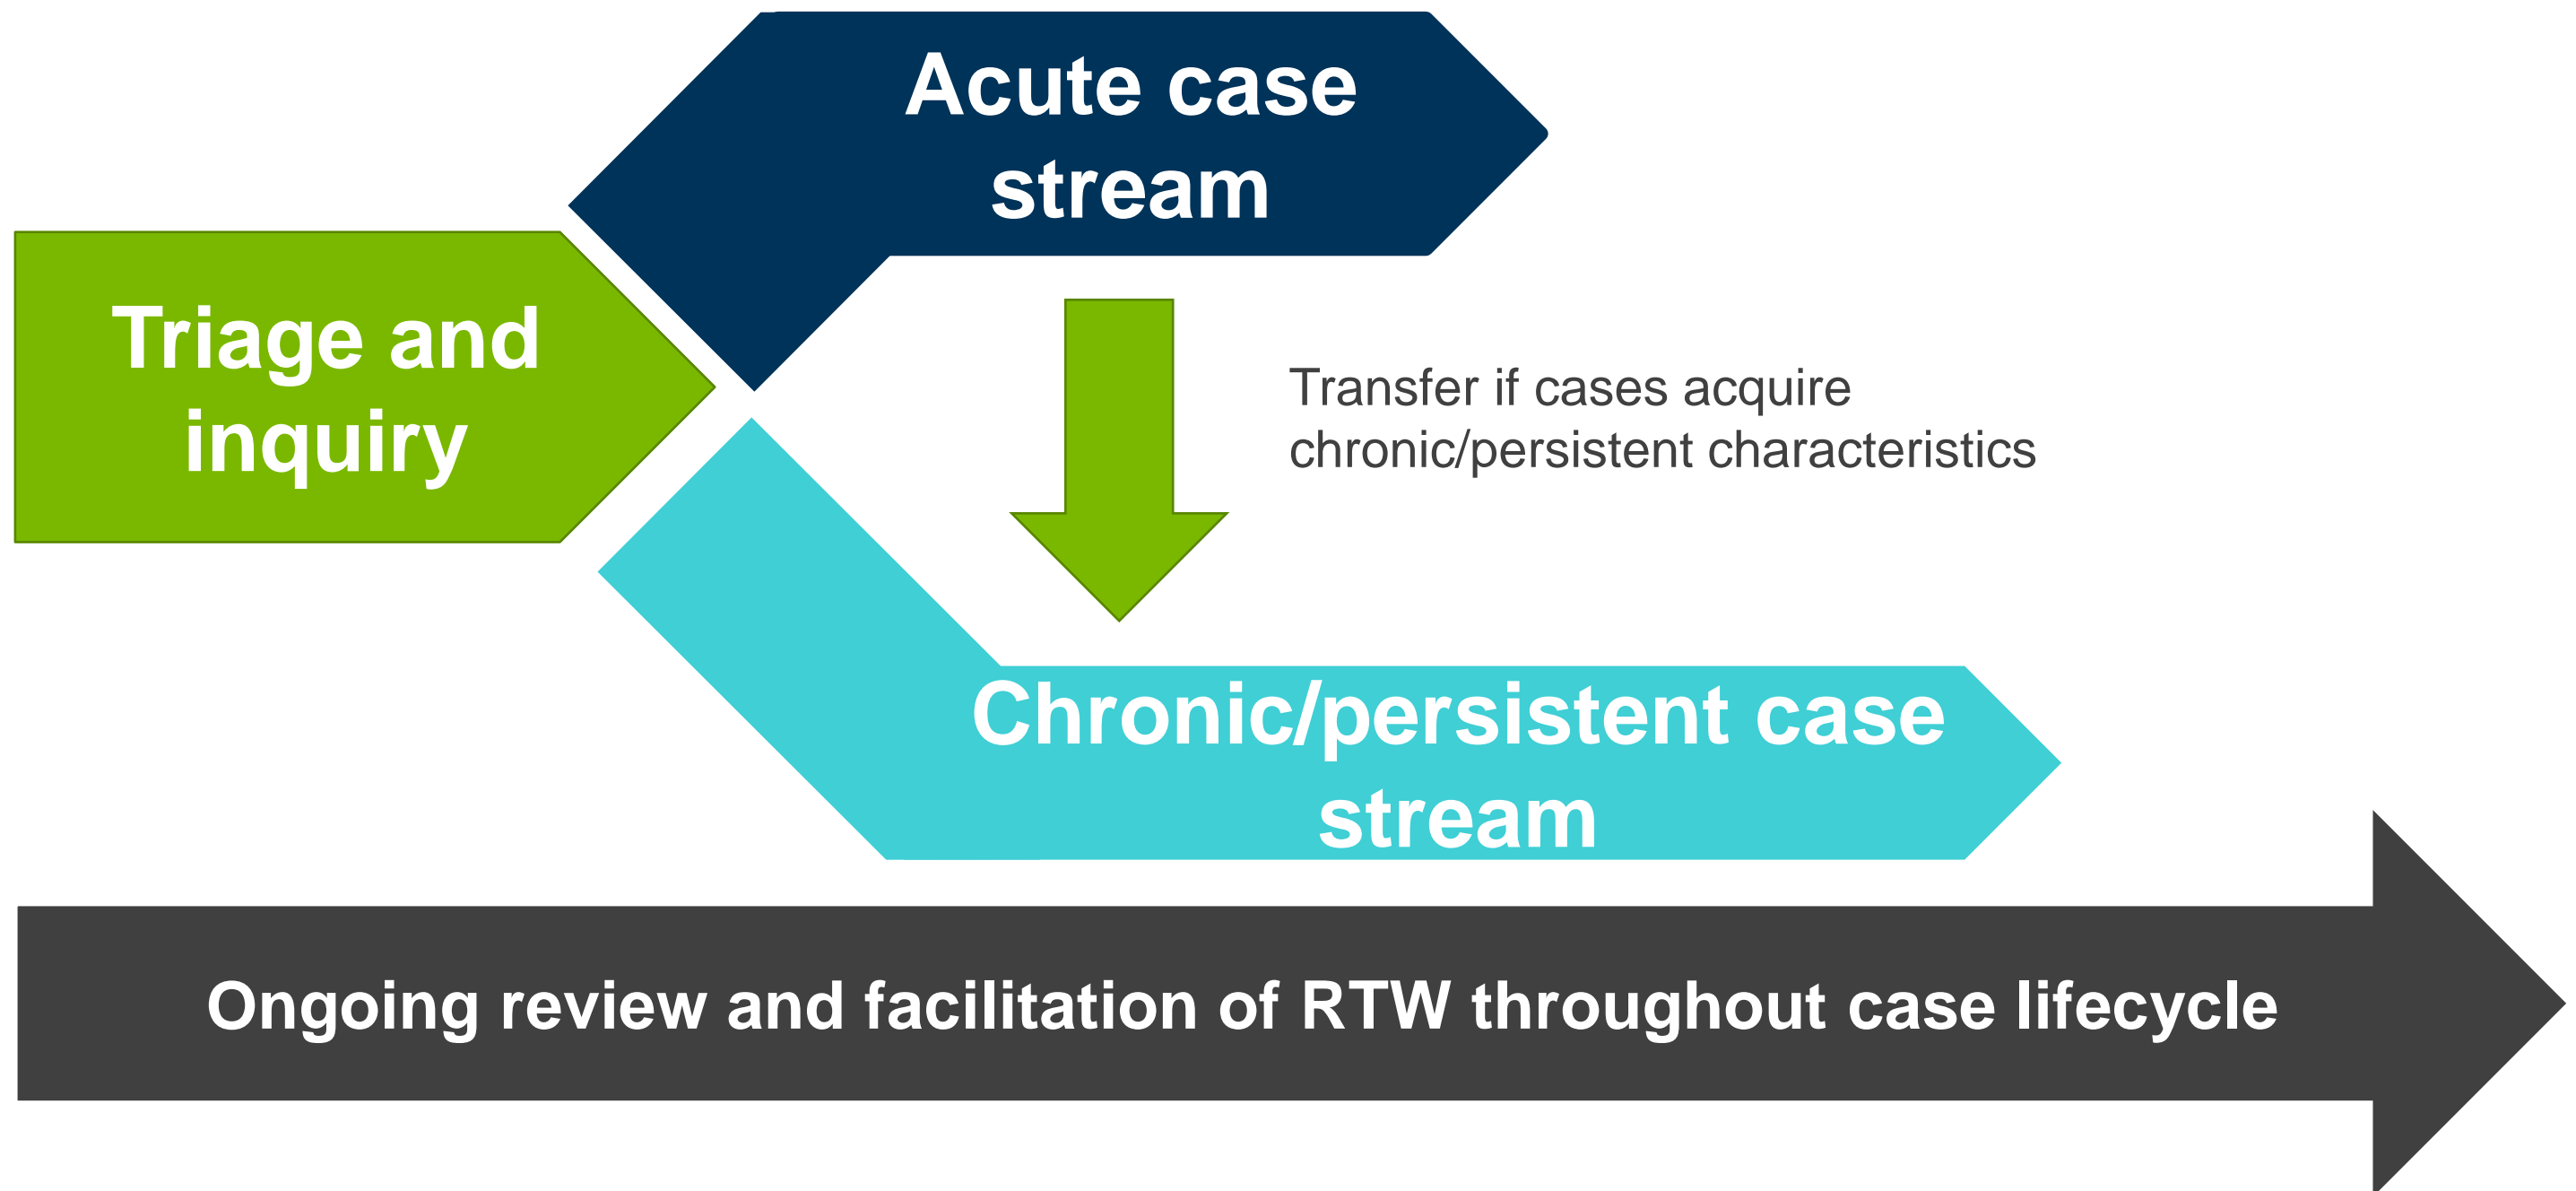 Acute case
stream
Triage and
inquiry
Transfer if cases acquire
chronic/persistent characteristics
Chronic/persistent case
stream
Ongoing review and facilitation of RTW throughout case lifecycle